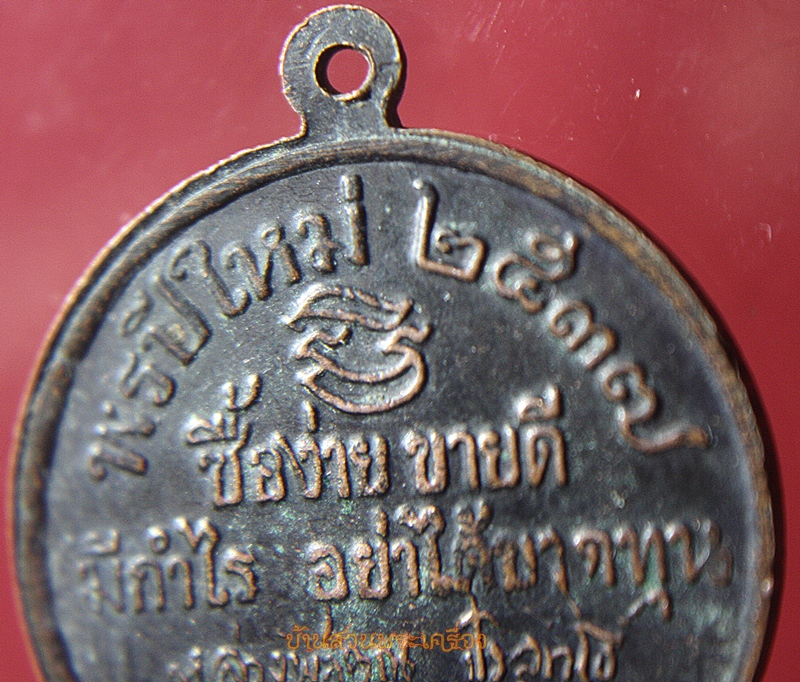 พรปีใหม่ ๒๕๓๗
ซื้อง่าย ขายดี
มีกำไร อย่าได้ขาดทุน
บ้านสวนพระเครื่อง